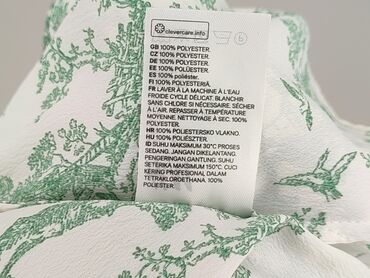 clevercare.info
6
GB 100% POLYESTER.
CZ 100% POLYESTER.
DE 100% POLYESTER.
EE 100% POLÜESTER.
ES 100% poliéster.
FI 100% POLYESTERIÄ.
FR LAVER À LA MACHINE À L'EAU
FROIDE CYCLE DÉLICAT. BLANCHIR
SANS CHLORE SI NÉCESSAIRE. SÉCHER
À L'AIR. REPASSER À TEMPÉRATURE
MOYENNE. NETTOYAGE À SEC. 100%
POLYESTER.
HR 100% POLIESTERSKO VLAKNO.
HU 100% POLIÉSZTER.
ID SUHU MAKSIMUM 30°C PROSES
SEDANG. JANGAN DIKELANTANG.
PENGERINGAN GANTUNG. SUHU
SETERIKA MAKSIMUM 150°C. CUCI
KERING PROFESIONAL DALAM
TETRAKLOROETHANA. 100%
POLYESTER.